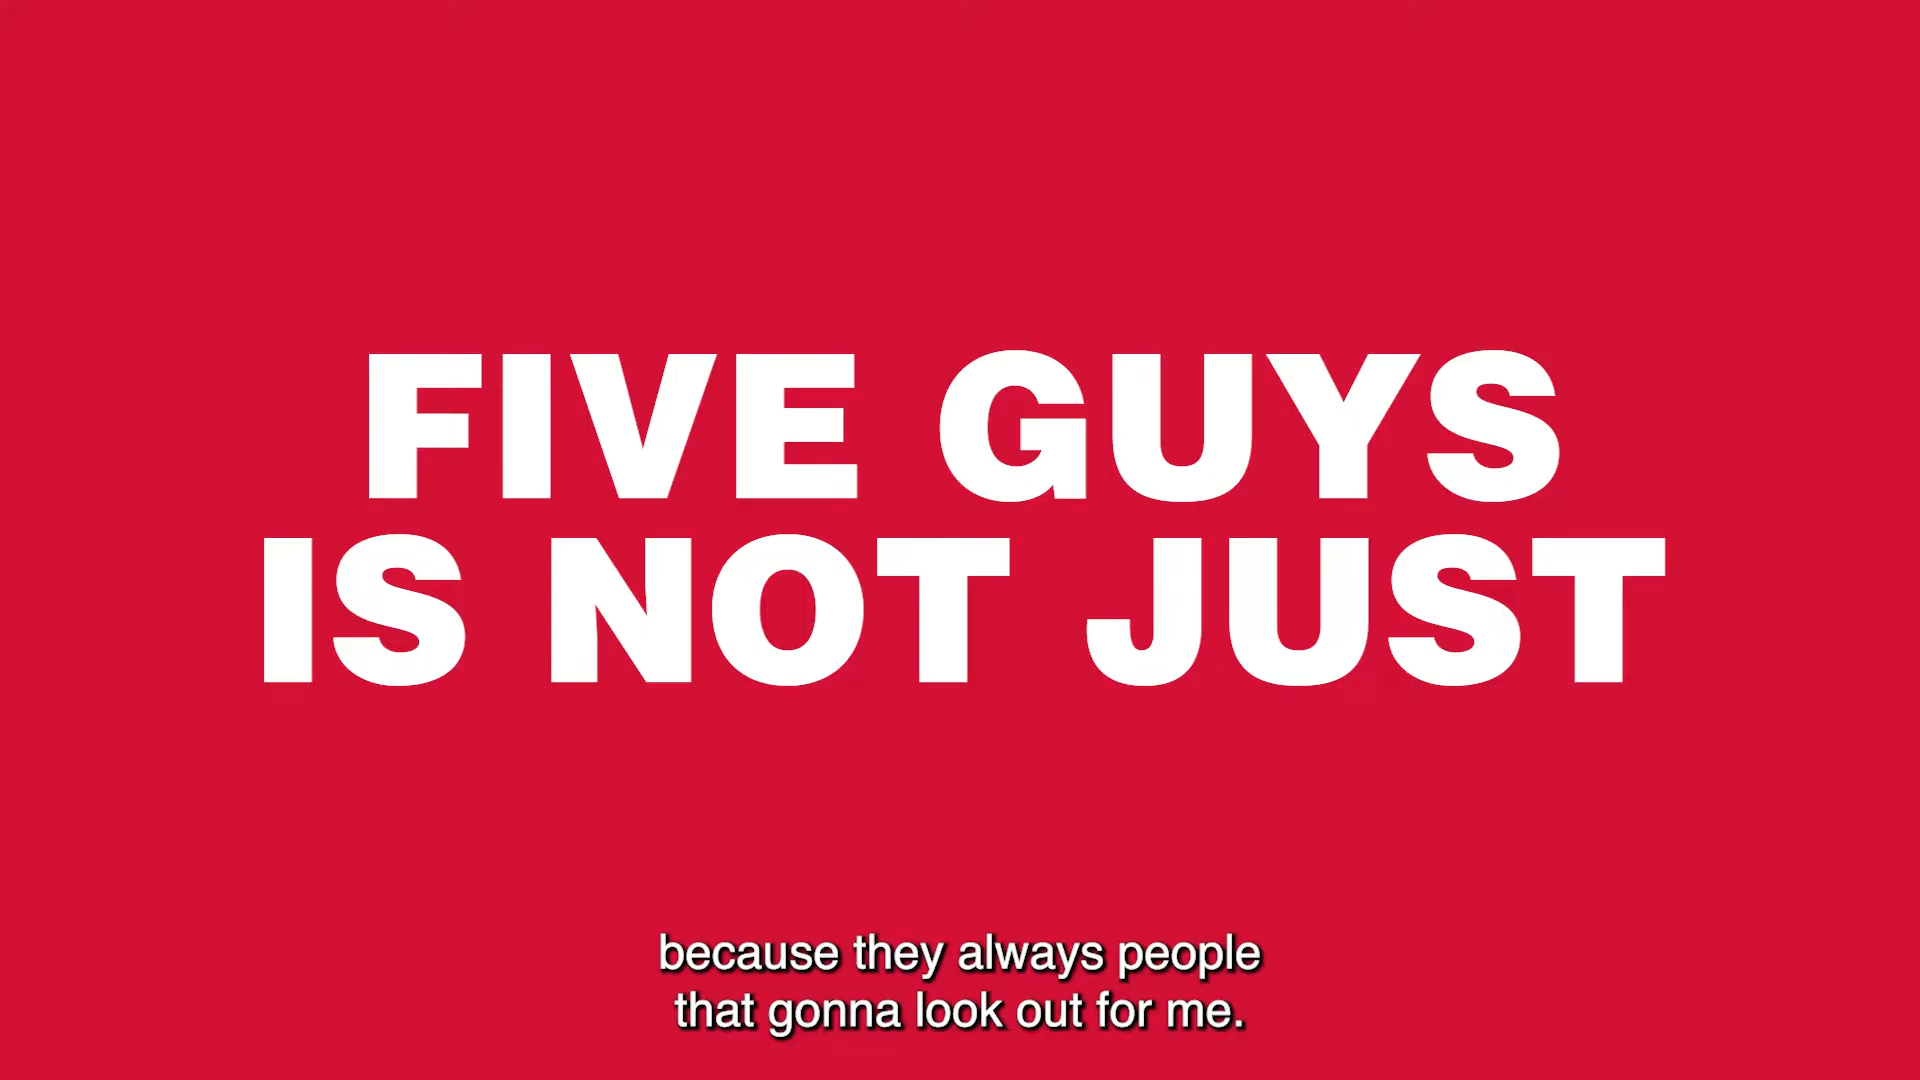 FIVE GUYS
IS NOT JUST
because they always people
that gonna look out for me.